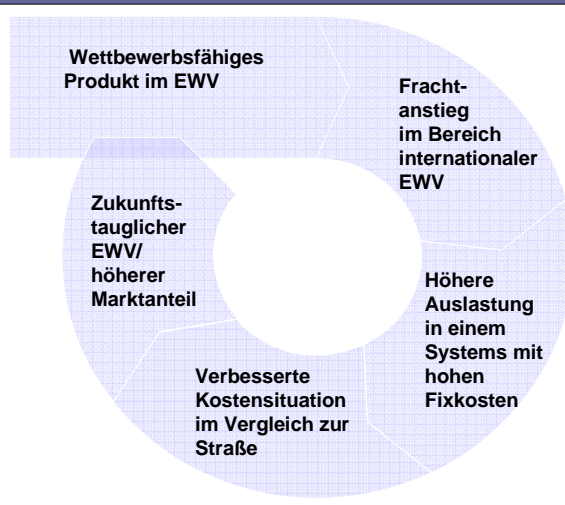 Wettbewerbsfähiges
Produkt im EWV
Fracht-
anstieg
im Bereich
internationaler
EWV
Höhere
Auslastung
in einem
Systems mit
hohen
Fixkosten
Verbesserte
Kostensituation
im Vergleich zur
Straße
Zukunfts-
tauglicher
EWV/
höherer
Marktanteil